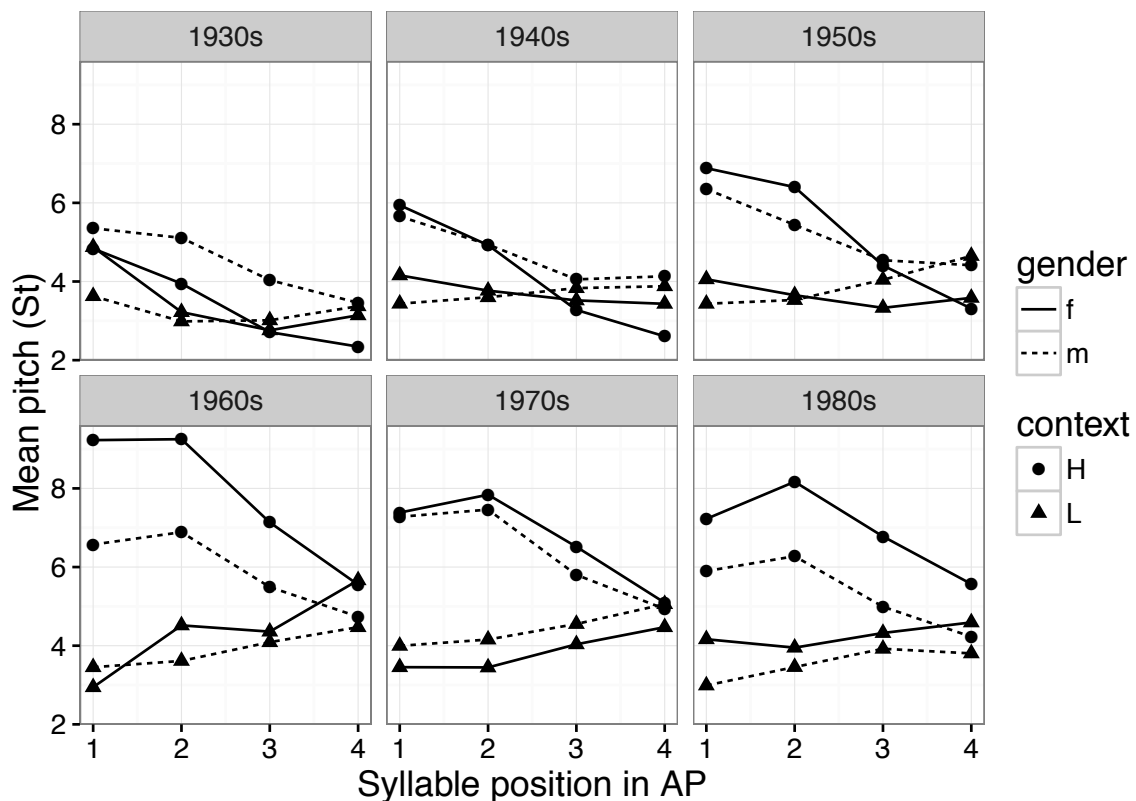 1930s 1940s 1950s
8
6
4
2
1960s 1970s 1980s
8
6
4
2
1 2 3 4 1 2 3 4 1 2 3 4
Syllable position in AP
Mean pitch (St)
gender
f
m
context
H
L